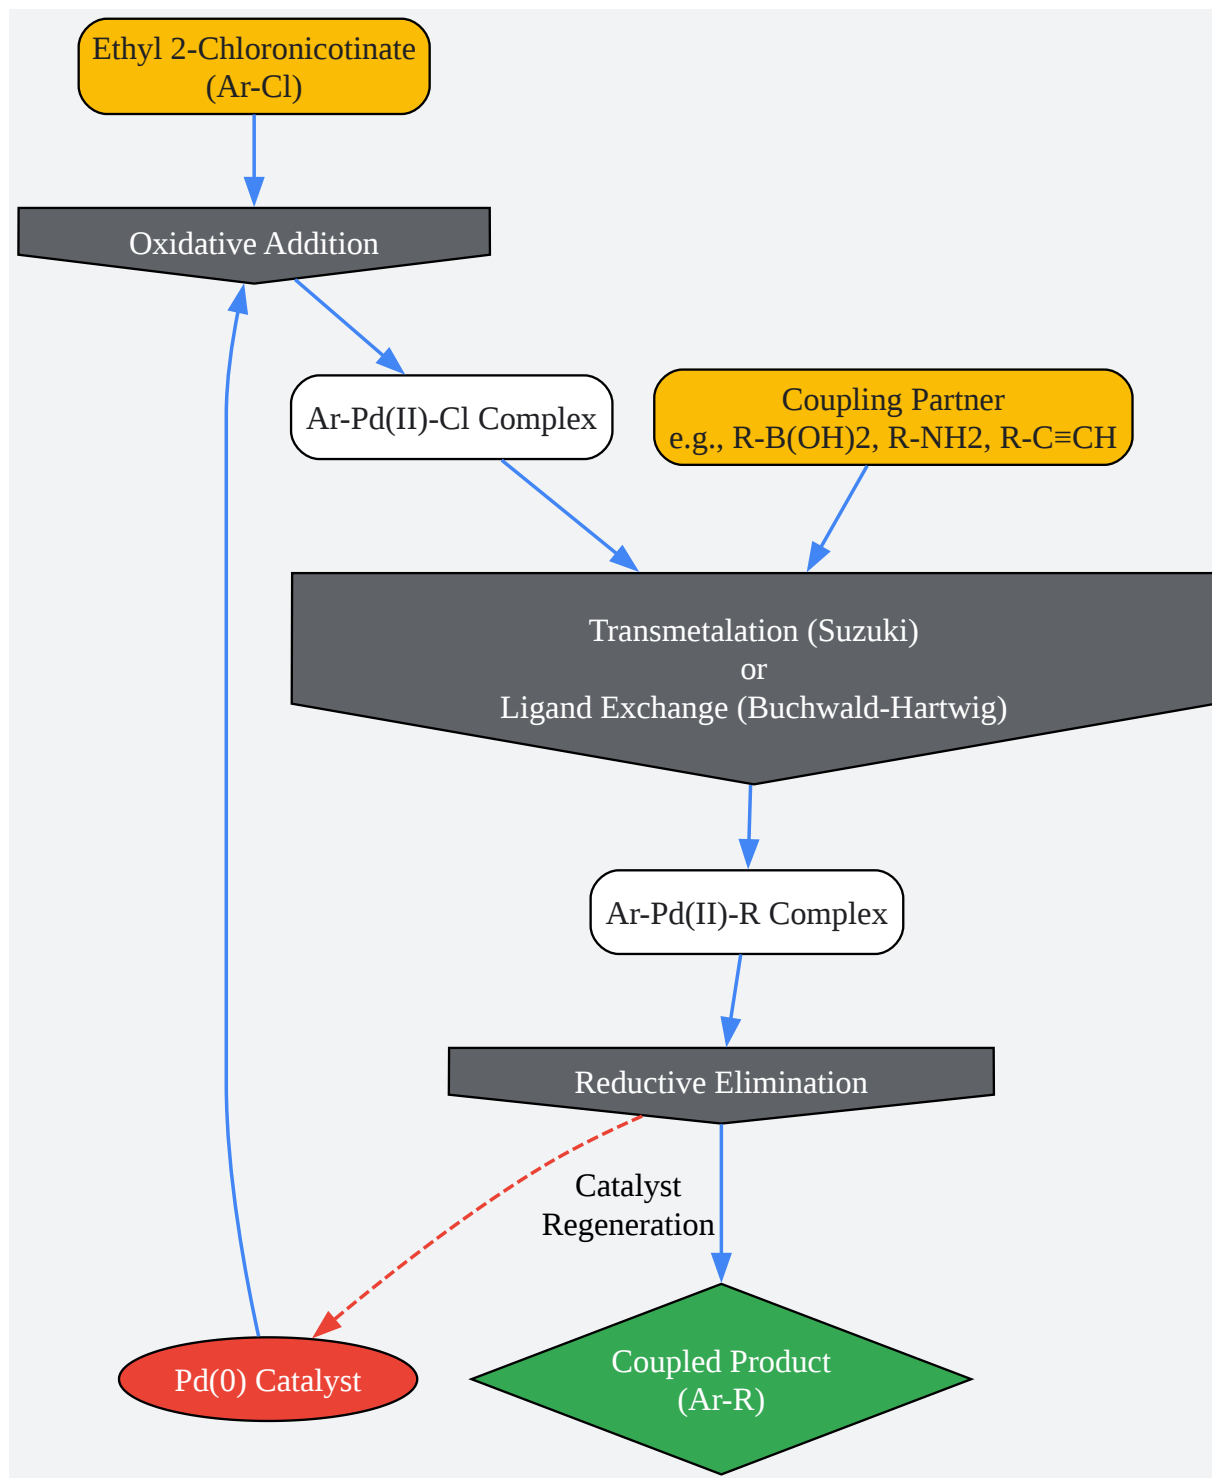 Ethyl 2-Chloronicotinate
(Ar-Cl)
Oxidative Addition
Ar-Pd(II)-Cl Complex
Coupling Partner
e.g., R-B(OH)2, R-NH2, R-C≡CH
Transmetalation (Suzuki)
or
Ligand Exchange (Buchwald-Hartwig)
Ar-Pd(II)-R Complex
Reductive Elimination
Catalyst
Regeneration
Pd(0) Catalyst
Coupled Product
(Ar-R)